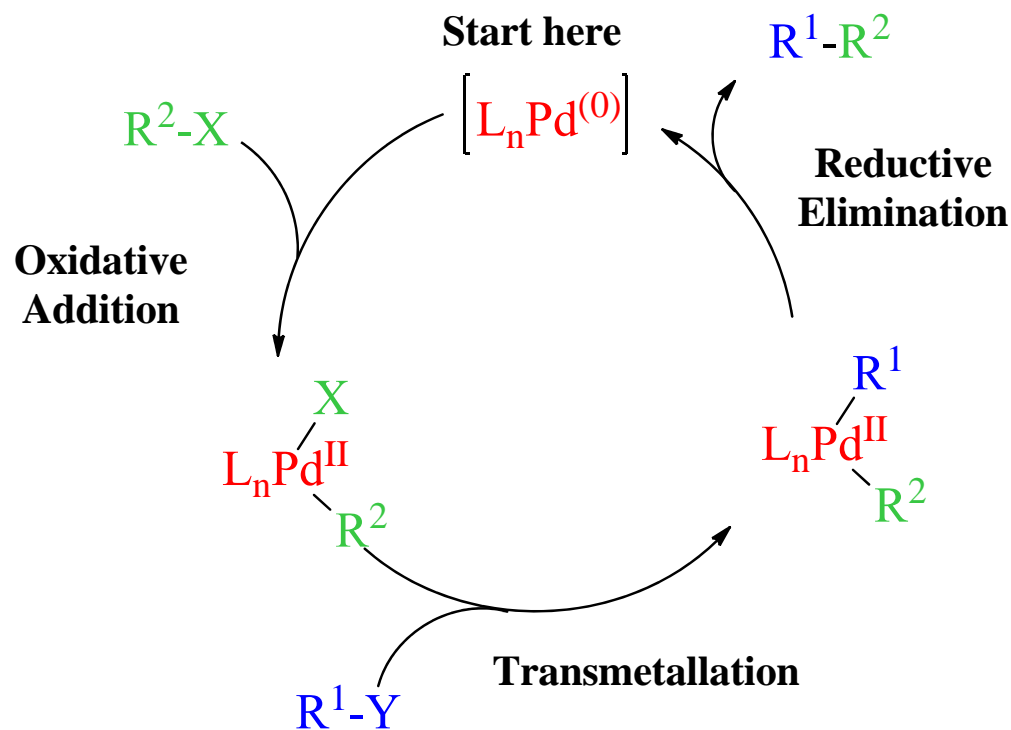 Start here
[LₙPd⁽⁰⁾]
R¹-R²
R²-X
Reductive
Elimination
Oxidative
Addition
X
LₙPdᴵᴵ
R²
R¹
LₙPdᴵᴵ
R²
Transmetallation
R¹-Y